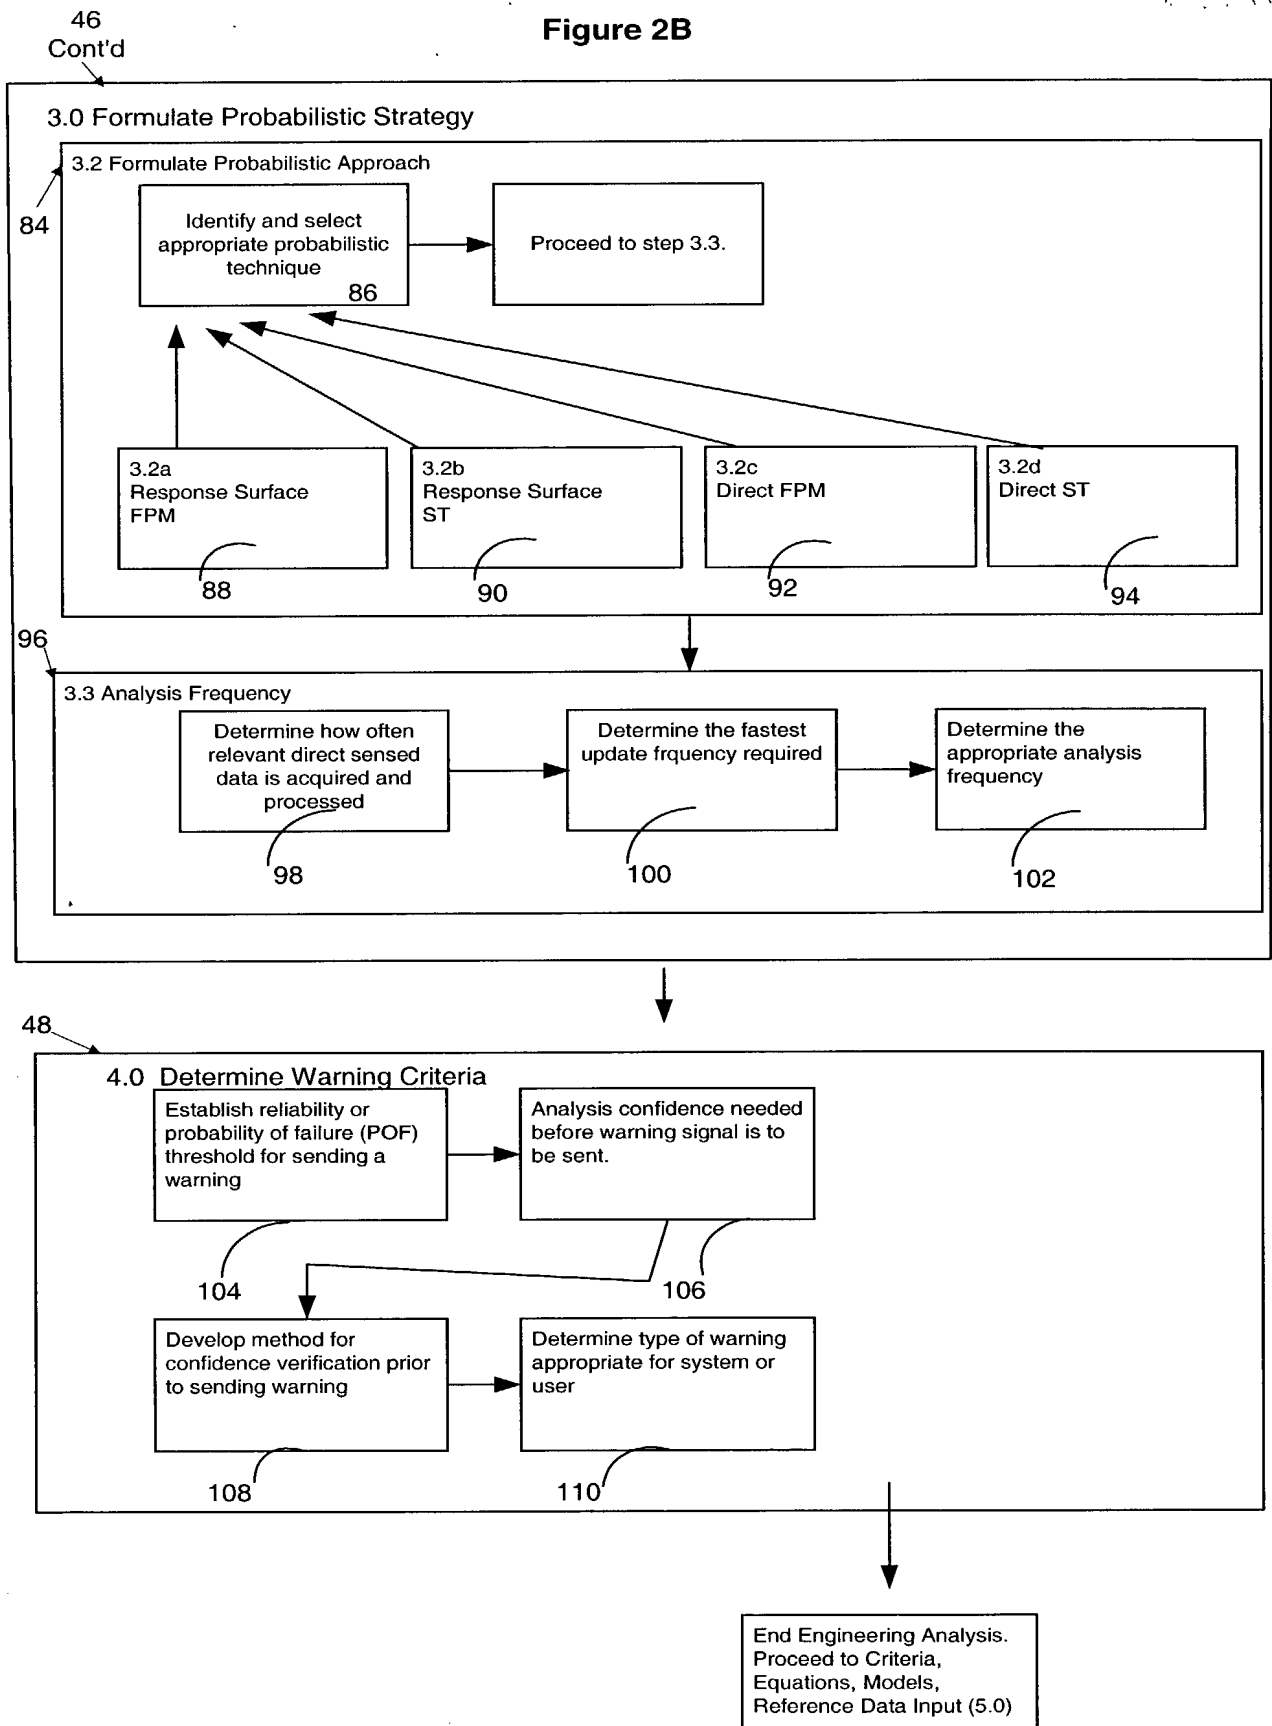 46
Cont'd
Figure 2B
3.0 Formulate Probabilistic Strategy
84
3.2 Formulate Probabilistic Approach
Identify and select
appropriate probabilistic
technique
86
Proceed to step 3.3.
3.2a
Response Surface
FPM
88
3.2b
Response Surface
ST
90
3.2c
Direct FPM
92
3.2d
Direct ST
94
96
3.3 Analysis Frequency
Determine how often
relevant direct sensed
data is acquired and
processed
98
Determine the fastest
update frquency required
100
Determine the
appropriate analysis
frequency
102
48
4.0 Determine Warning Criteria
Establish reliability or
probability of failure (POF)
threshold for sending a
warning
104
Analysis confidence needed
before warning signal is to
be sent.
106
Develop method for
confidence verification prior
to sending warning
108
Determine type of warning
appropriate for system or
user
110
End Engineering Analysis.
Proceed to Criteria,
Equations, Models,
Reference Data Input (5.0)